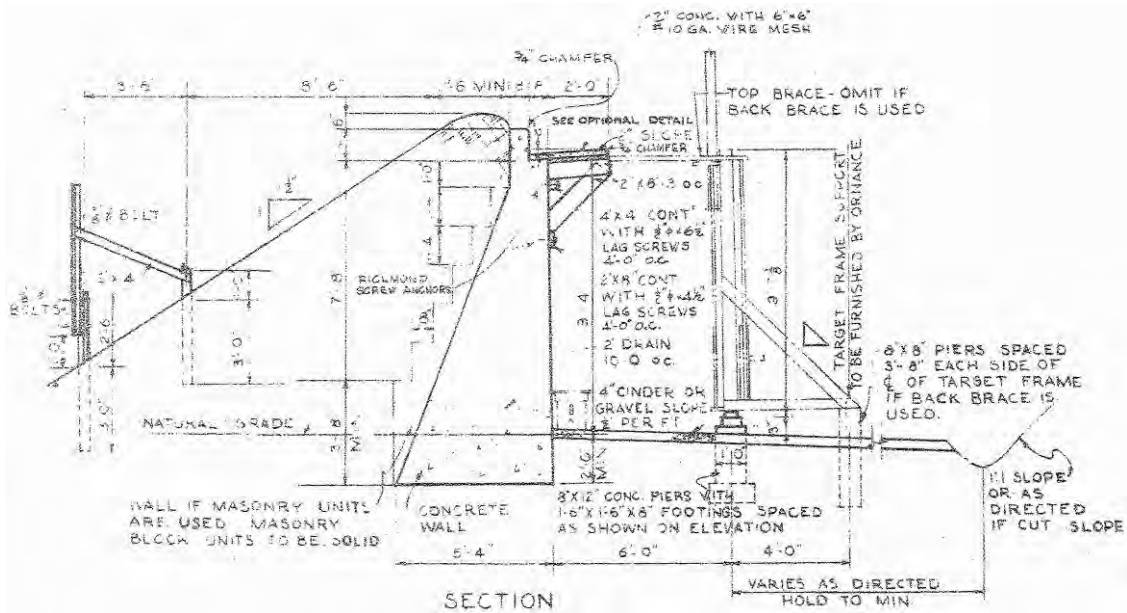 2" CONC. WITH 6"x6"
#10 GA. WIRE MESH
3/4" CHAMFER
8'-6"
2'-0"
TOP BRACE-OMIT IF
BACK BRACE IS USED
SEE OPTIONAL DETAIL
SLOPE
CHAMFER
2"X8"-3 O.C
4"X4" CONT
WITH
LAG SCREWS
4'-0" O.C
2"X8" CONT
WITH
LAG SCREWS
4'-0" O.C.
2" DRAIN
10-0 O.C.
4" CINDER OR
GRAVEL SLOPE
PER FT
RICHMOND
SCREW ANCHORS
TARGET FRAME SUPPORT
TO BE FURNISHED BY ORNANCE
8"X8" PIERS SPACED
3'-8" EACH SIDE OF
℄ OF TARGET FRAME
IF BACK BRACE IS
USED.
2'-6
3'-0"
3'-0"
7'-8
3'-4
NATURAL GRADE
1:1 SLOPE
OR AS
DIRECTED
IF CUT SLOPE
WALL IF MASONRY UNITS
ARE USED MASONRY
BLOCK UNITS TO BE SOLID
CONCRETE
WALL
8"X12" CONC. PIERS WITH
1-6"X1-6"X8" FOOTINGS SPACED
AS SHOWN ON ELEVATION
5'-4"
6'-0"
4'-0"
VARIES AS DIRECTED
HOLD TO MIN.
SECTION